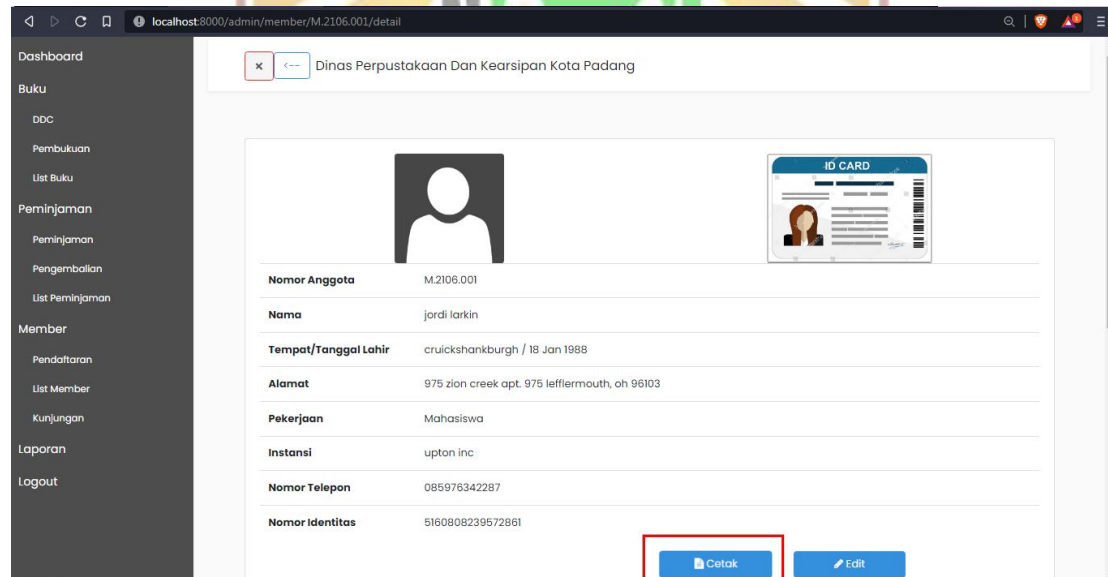 localhost:8000/admin/member/M.2106.001/detail
Dashboard
Buku
DDC
Pembukuan
List Buku
Peminjaman
Peminjaman
Pengembalian
List Peminjaman
Member
Pendaftaran
List Member
Kunjungan
Laporan
Logout
× <-- Dinas Perpustakaan Dan Kearsipan Kota Padang
ID CARD
Nomor Anggota M.2106.001
Nama jordi larkin
Tempat/Tanggal Lahir cruickshankburgh / 18 Jan 1988
Alamat 975 zion creek apt. 975 lefflermouth, oh 96103
Pekerjaan Mahasiswa
Instansi upton inc
Nomor Telepon 085976342287
Nomor Identitas 5160808239572861
Cetak Edit